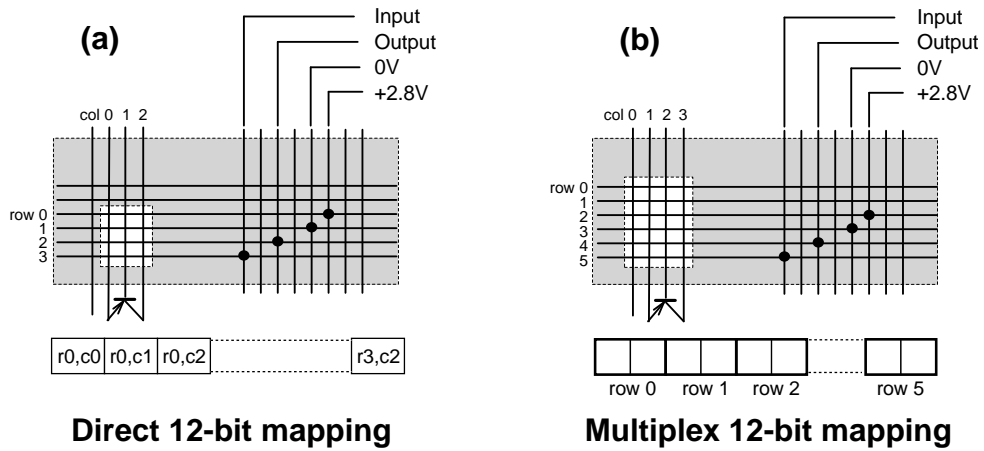 (a)
Input
Output
0V
+2.8V
col 0 1 2
row 0
1
2
3
r0,c0 r0,c1 r0,c2 r3,c2
Direct 12-bit mapping
(b)
Input
Output
0V
+2.8V
col 0 1 2 3
row 0
1
2
3
4
5
row 0 row 1 row 2 row 5
Multiplex 12-bit mapping